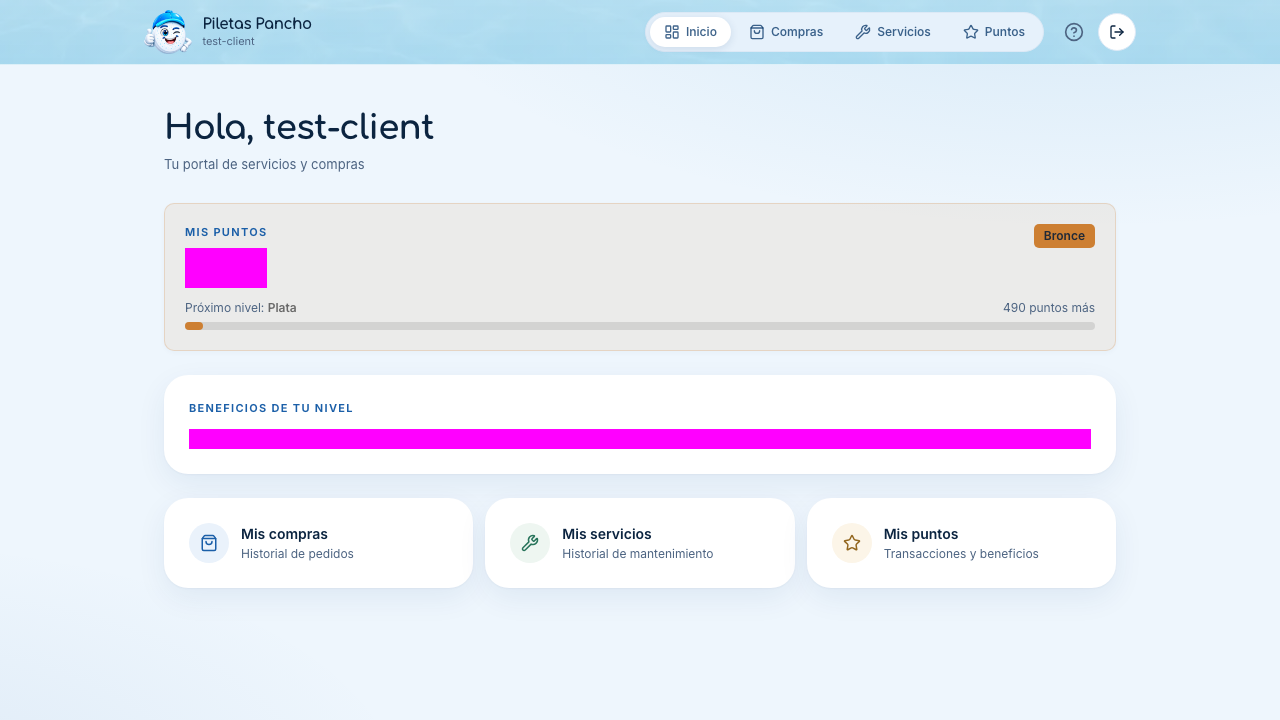 Piletas Pancho
test-client
Inicio
Compras
Servicios
Puntos
Hola, test-client
Tu portal de servicios y compras
MIS PUNTOS
Bronce
Próximo nivel: Plata
490 puntos más
BENEFICIOS DE TU NIVEL
Mis compras
Historial de pedidos
Mis servicios
Historial de mantenimiento
Mis puntos
Transacciones y beneficios